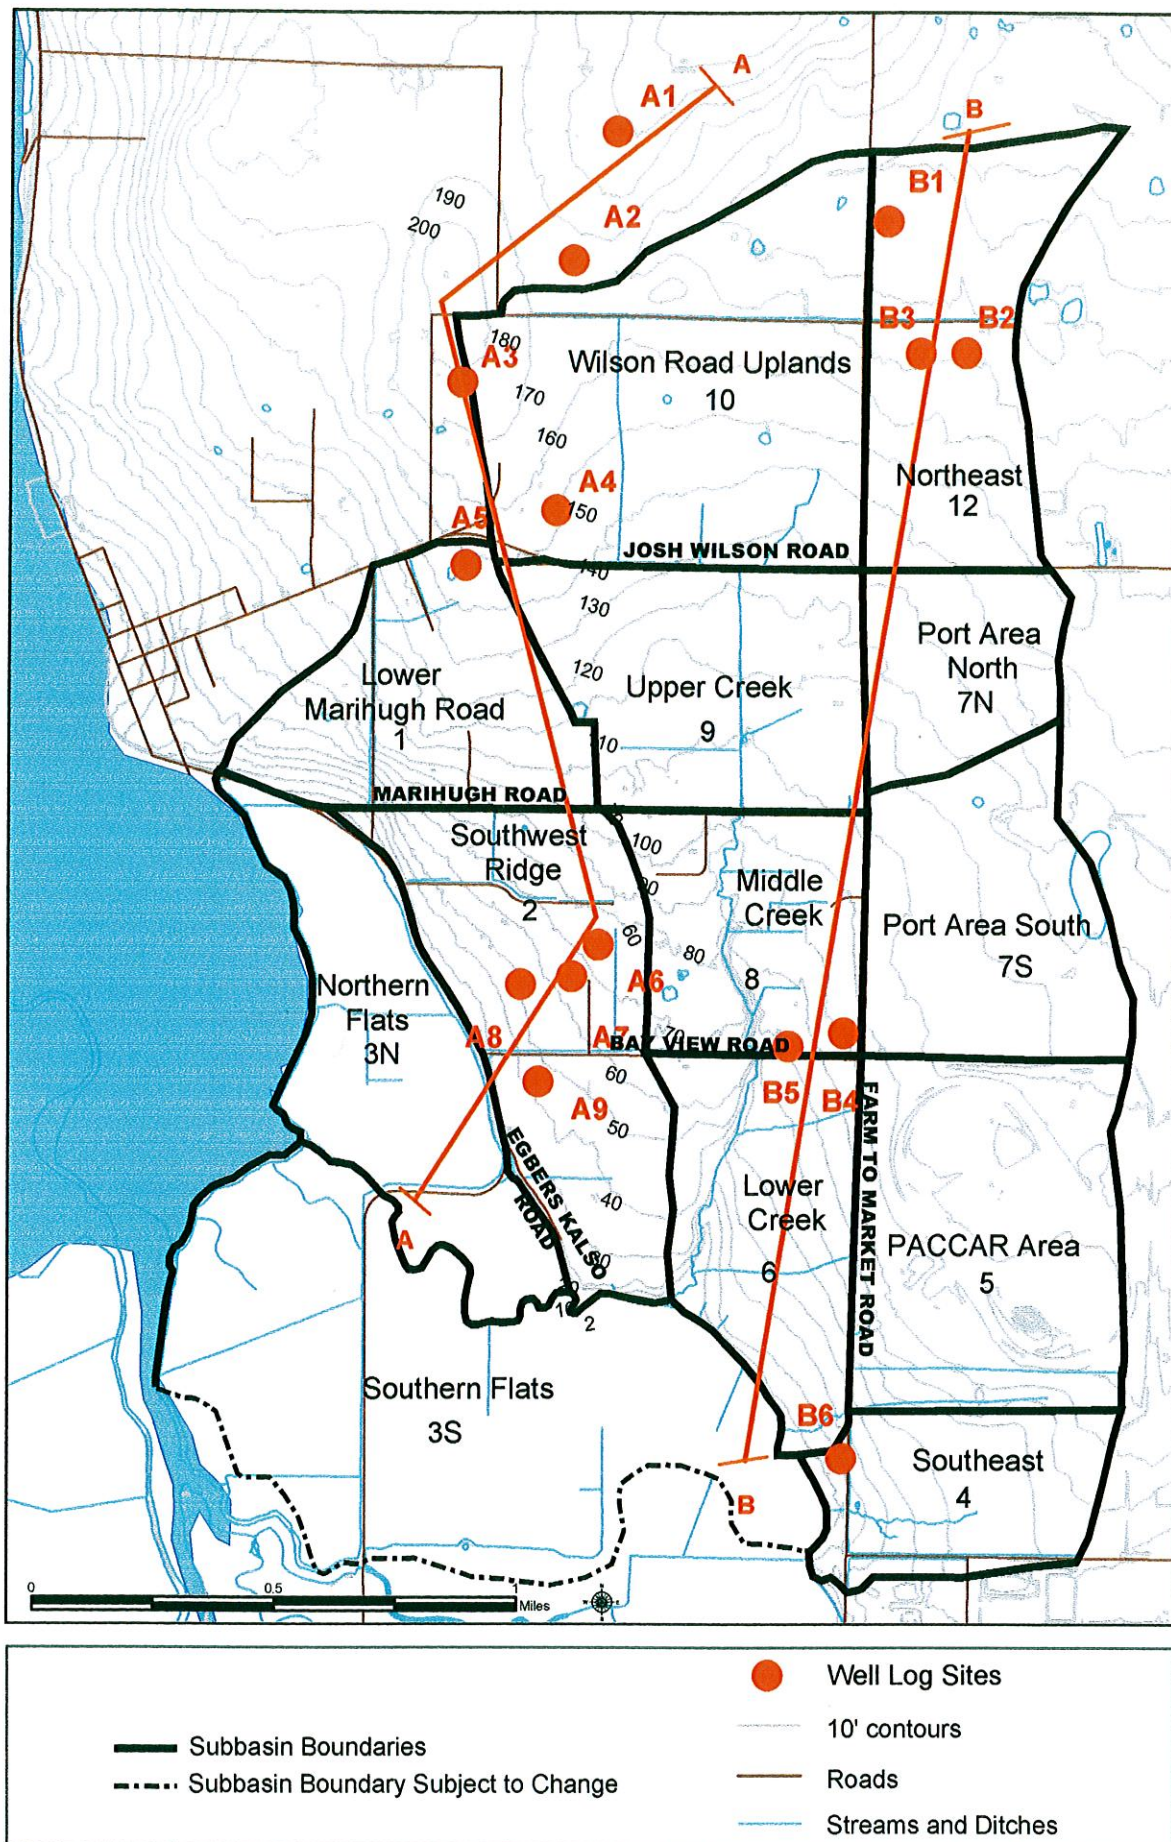 A
A1
B
B1
190
200
A2
B3
B2
180
A3
Wilson Road Uplands
10
170
160
A4
150
Northeast
12
A5
JOSH WILSON ROAD
140
130
Port Area
North
7N
120
Lower
Marihugh Road
1
Upper Creek
9
110
MARIHUGH ROAD
Southwest
Ridge
2
100
90
Middle
Creek
8
60
80
Port Area South
7S
A6
Northern
Flats
3N
A8
A7
70
BAY VIEW ROAD
60
B5
B4
A9
50
FARM TO MARKET ROAD
EGBERS KALSO
ROAD
40
Lower
Creek
6
A
PACCAR Area
5
10
2
Southern Flats
3S
B6
Southeast
4
B
0
0.5
1
Miles
Well Log Sites
10' contours
Subbasin Boundaries
Subbasin Boundary Subject to Change
Roads
Streams and Ditches